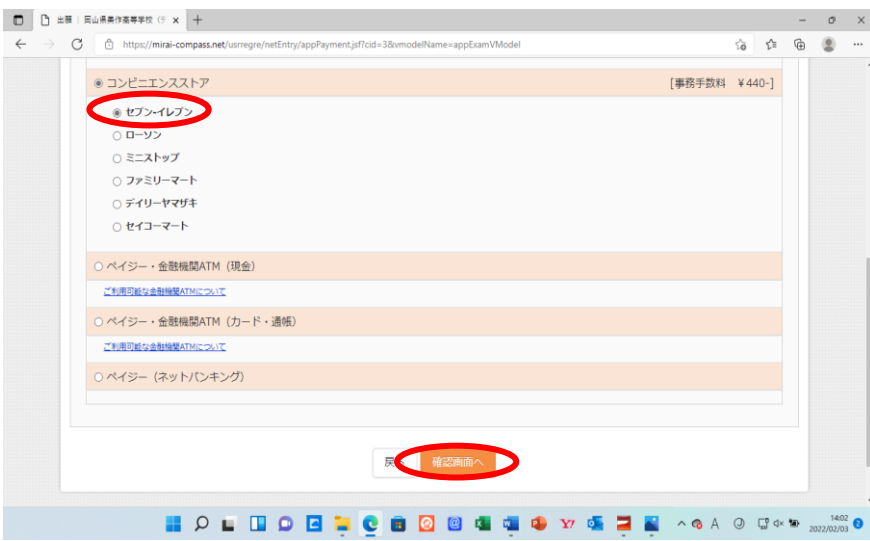 出願 | 岡山県美作高等学校 (テ
https://mirai-compass.net/usrregre/netEntry/appPayment.jsf?cid=3&vmodelName=appExamVModel
コンビニエンスストア [事務手数料 ￥440-]
セブン-イレブン
ローソン
ミニストップ
ファミリーマート
デイリーヤマザキ
セイコーマート
ペイジー・金融機関ATM（現金）
ご利用可能な金融機関ATMについて
ペイジー・金融機関ATM（カード・通帳）
ご利用可能な金融機関ATMについて
ペイジー（ネットバンキング）
戻る 確認画面へ
A 14:02
2022/02/03 2